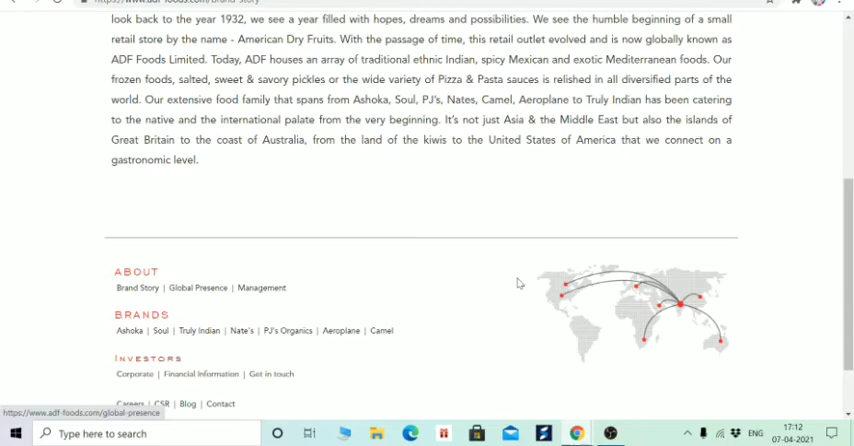 https://www.adf-foods.com/brand-story
look back to the year 1932, we see a year filled with hopes, dreams and possibilities. We see the humble beginning of a small
retail store by the name - American Dry Fruits. With the passage of time, this retail outlet evolved and is now globally known as
ADF Foods Limited. Today, ADF houses an array of traditional ethnic Indian, spicy Mexican and exotic Mediterranean foods. Our
frozen foods, salted, sweet & savory pickles or the wide variety of Pizza & Pasta sauces is relished in all diversified parts of the
world. Our extensive food family that spans from Ashoka, Soul, PJ's, Nates, Camel, Aeroplane to Truly Indian has been catering
to the native and the international palate from the very beginning. It's not just Asia & the Middle East but also the islands of
Great Britain to the coast of Australia, from the land of the kiwis to the United States of America that we connect on a
gastronomic level.
ABOUT
Brand Story | Global Presence | Management
BRANDS
Ashoka | Soul | Truly Indian | Nate's | PJ's Organics | Aeroplane | Camel
INVESTORS
Corporate | Financial Information | Get in touch
Careers | CSR | Blog | Contact
https://www.adf-foods.com/global-presence
Type here to search
ENG
17:12
07-04-2021